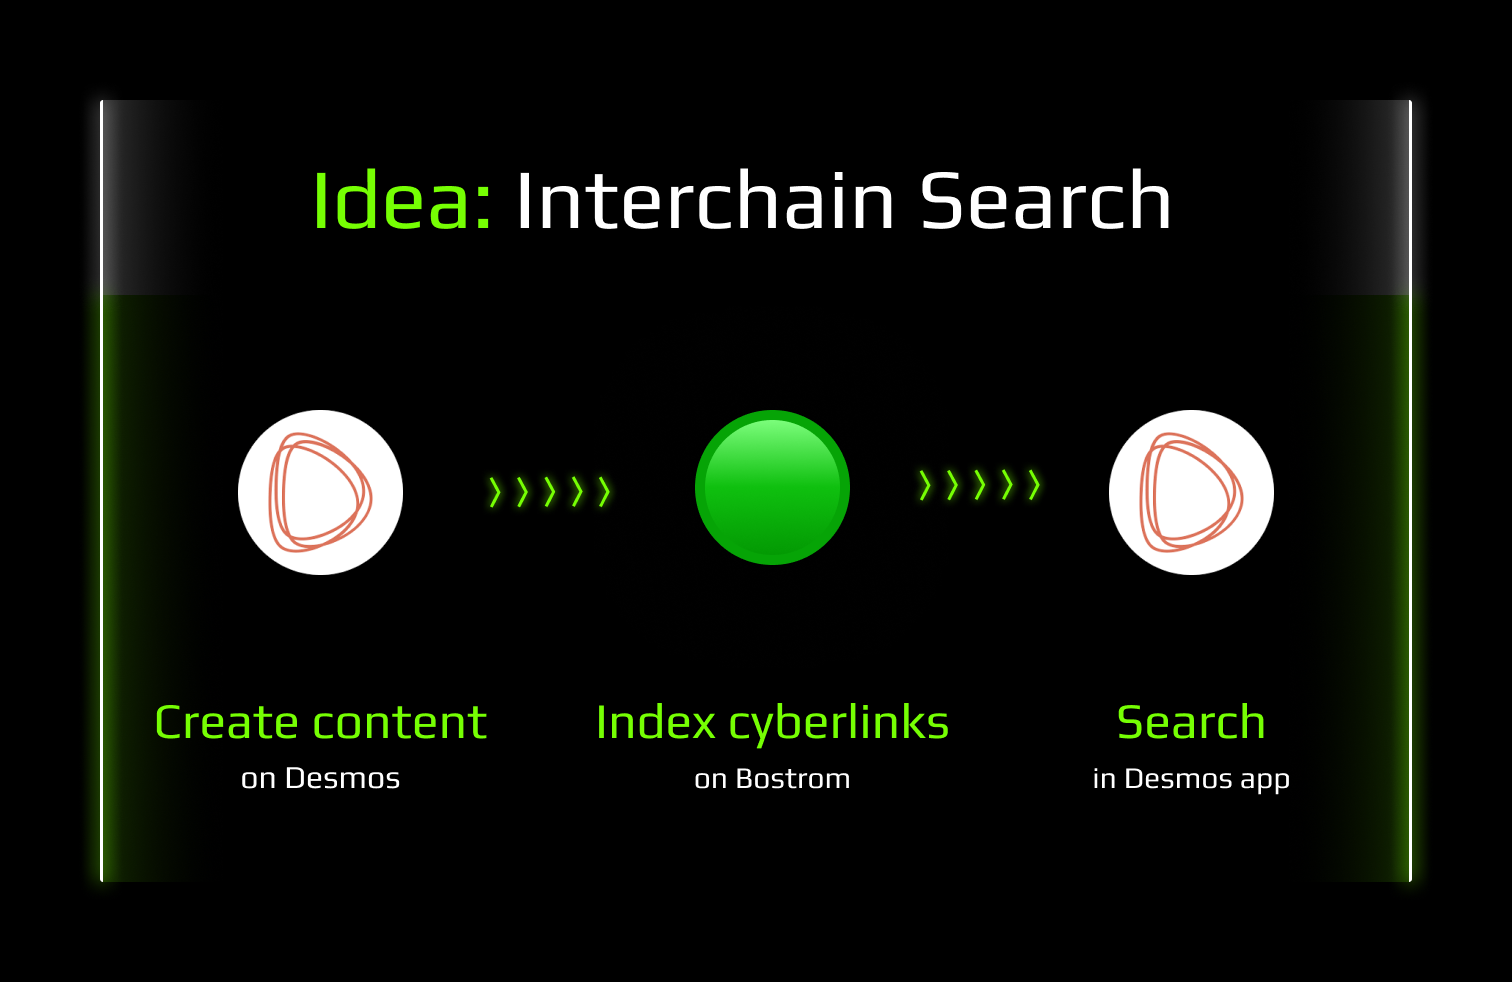 Idea: Interchain Search
Create content
on Desmos
Index cyberlinks
on Bostrom
Search
in Desmos app